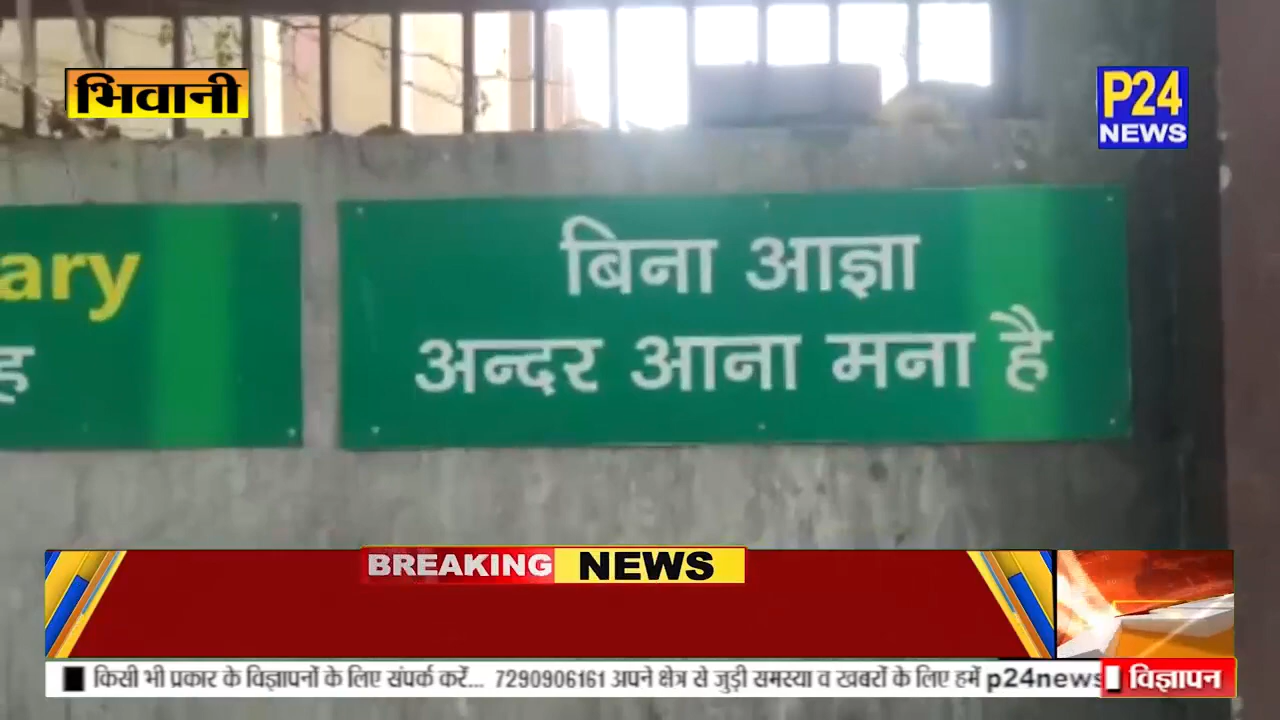 भिवानी
P24
NEWS
ary
ह
बिना आज्ञा
अन्दर आना मना है
BREAKING NEWS
किसी भी प्रकार के विज्ञापनों के लिए संपर्क करें... 7290906161 अपने क्षेत्र से जुड़ी समस्या व खबरों के लिए हमें p24news
विज्ञापन